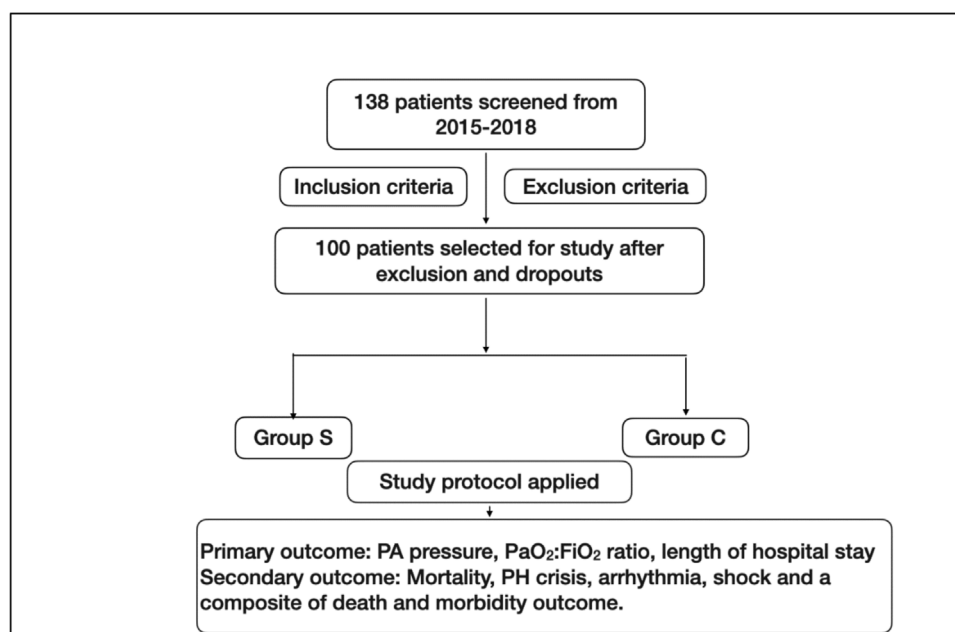 138 patients screened from
2015-2018
Inclusion criteria
Exclusion criteria
100 patients selected for study after
exclusion and dropouts
Group S
Group C
Study protocol applied
Primary outcome: PA pressure, PaO₂:FiO₂ ratio, length of hospital stay
Secondary outcome: Mortality, PH crisis, arrhythmia, shock and a
composite of death and morbidity outcome.